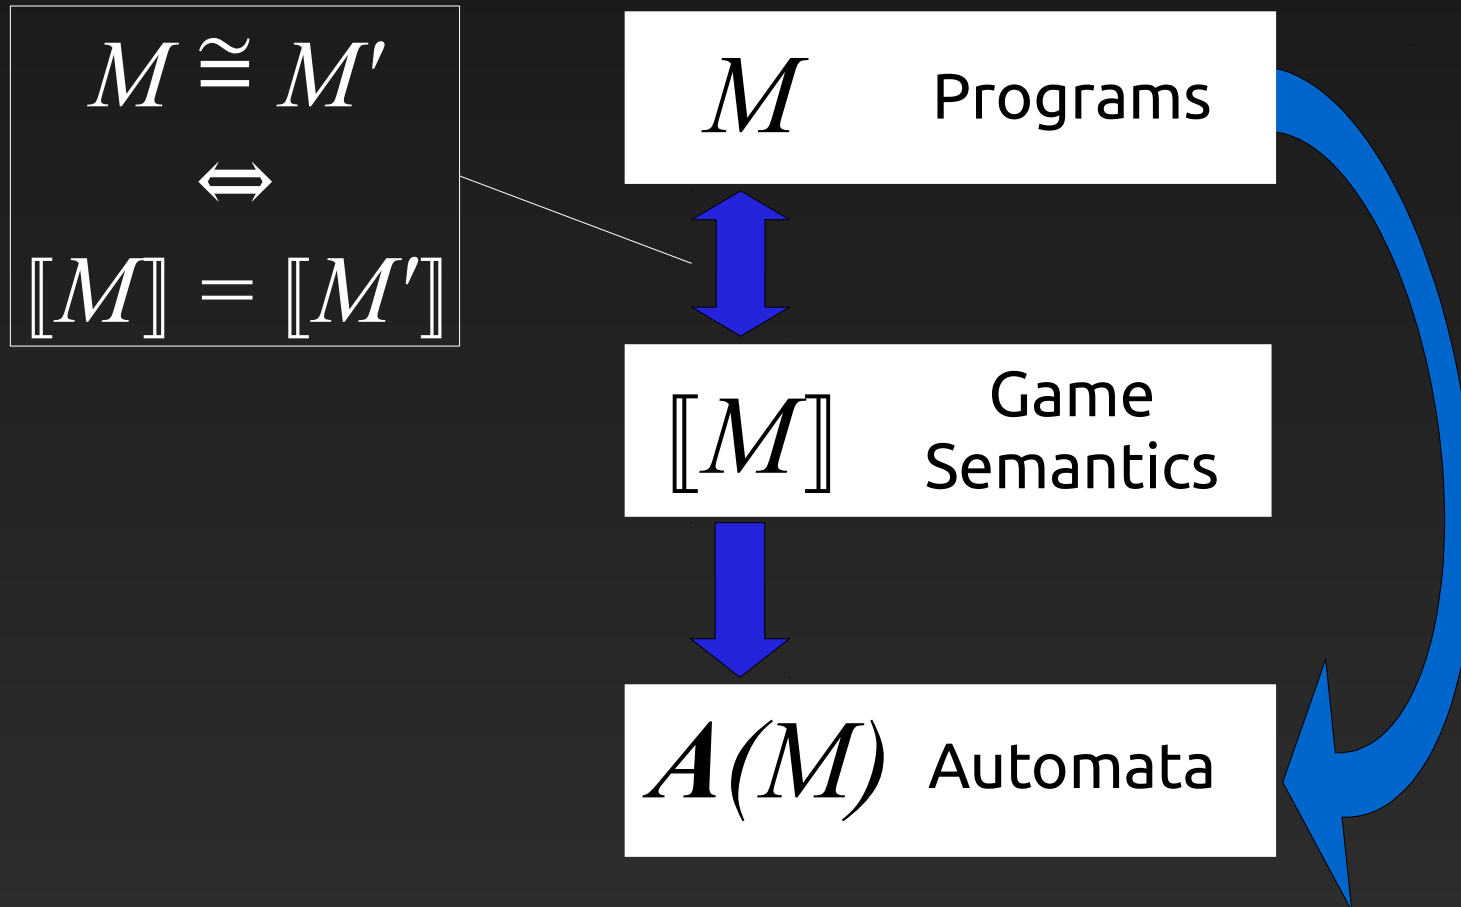 M ≅ M′
⇔
⟦M⟧ = ⟦M′⟧
M Programs
⟦M⟧ Game
Semantics
A(M) Automata